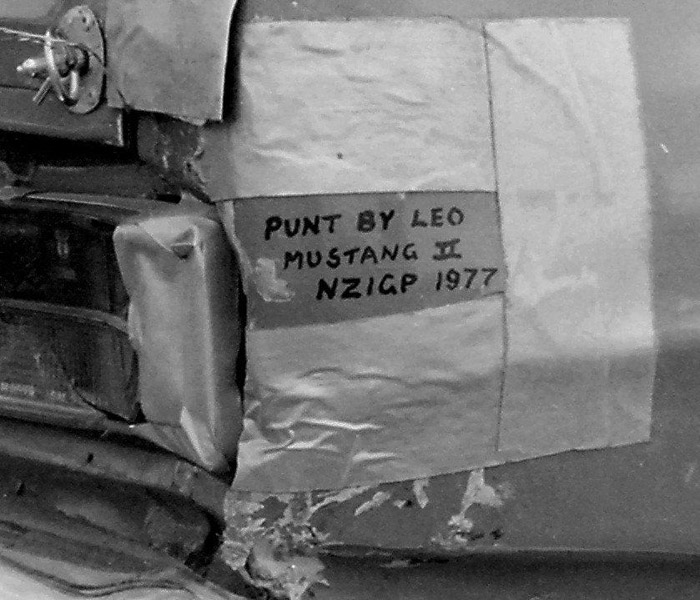 PUNT BY LEO
MUSTANG II
NZIGP 1977